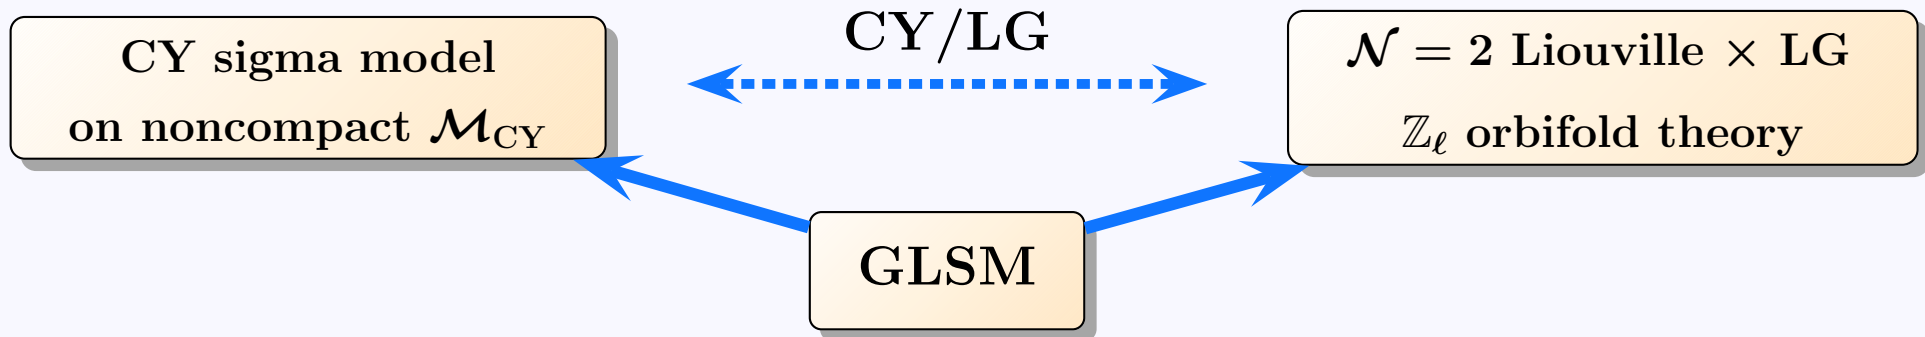 CY sigma model
on noncompact 𝓜_CY
CY/LG
𝒩 = 2 Liouville × LG
ℤ_ℓ orbifold theory
GLSM